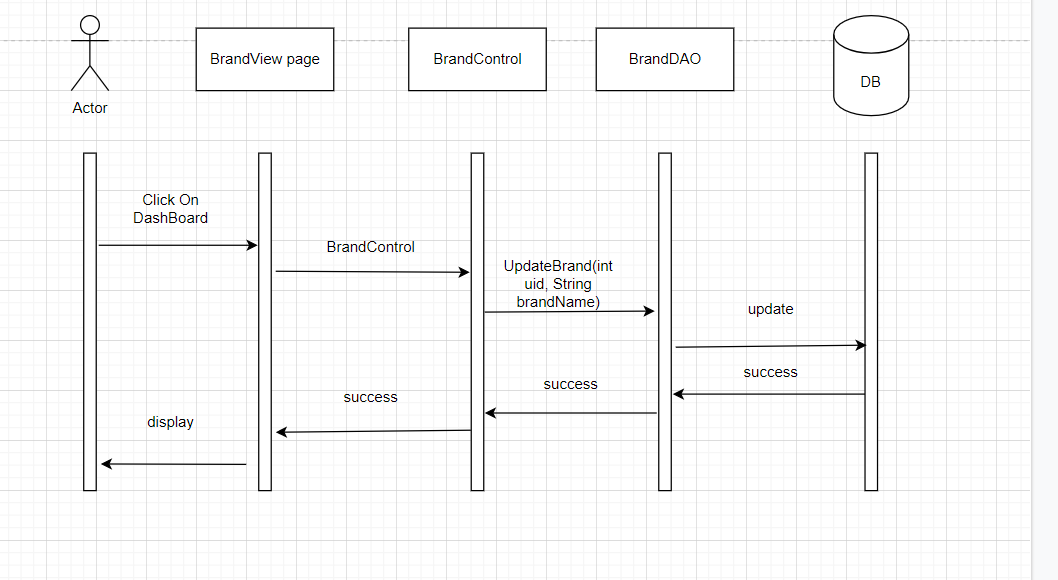 BrandView page
BrandControl
BrandDAO
DB
Actor
Click On
DashBoard
BrandControl
UpdateBrand(int
uid, String
brandName)
update
success
success
success
display